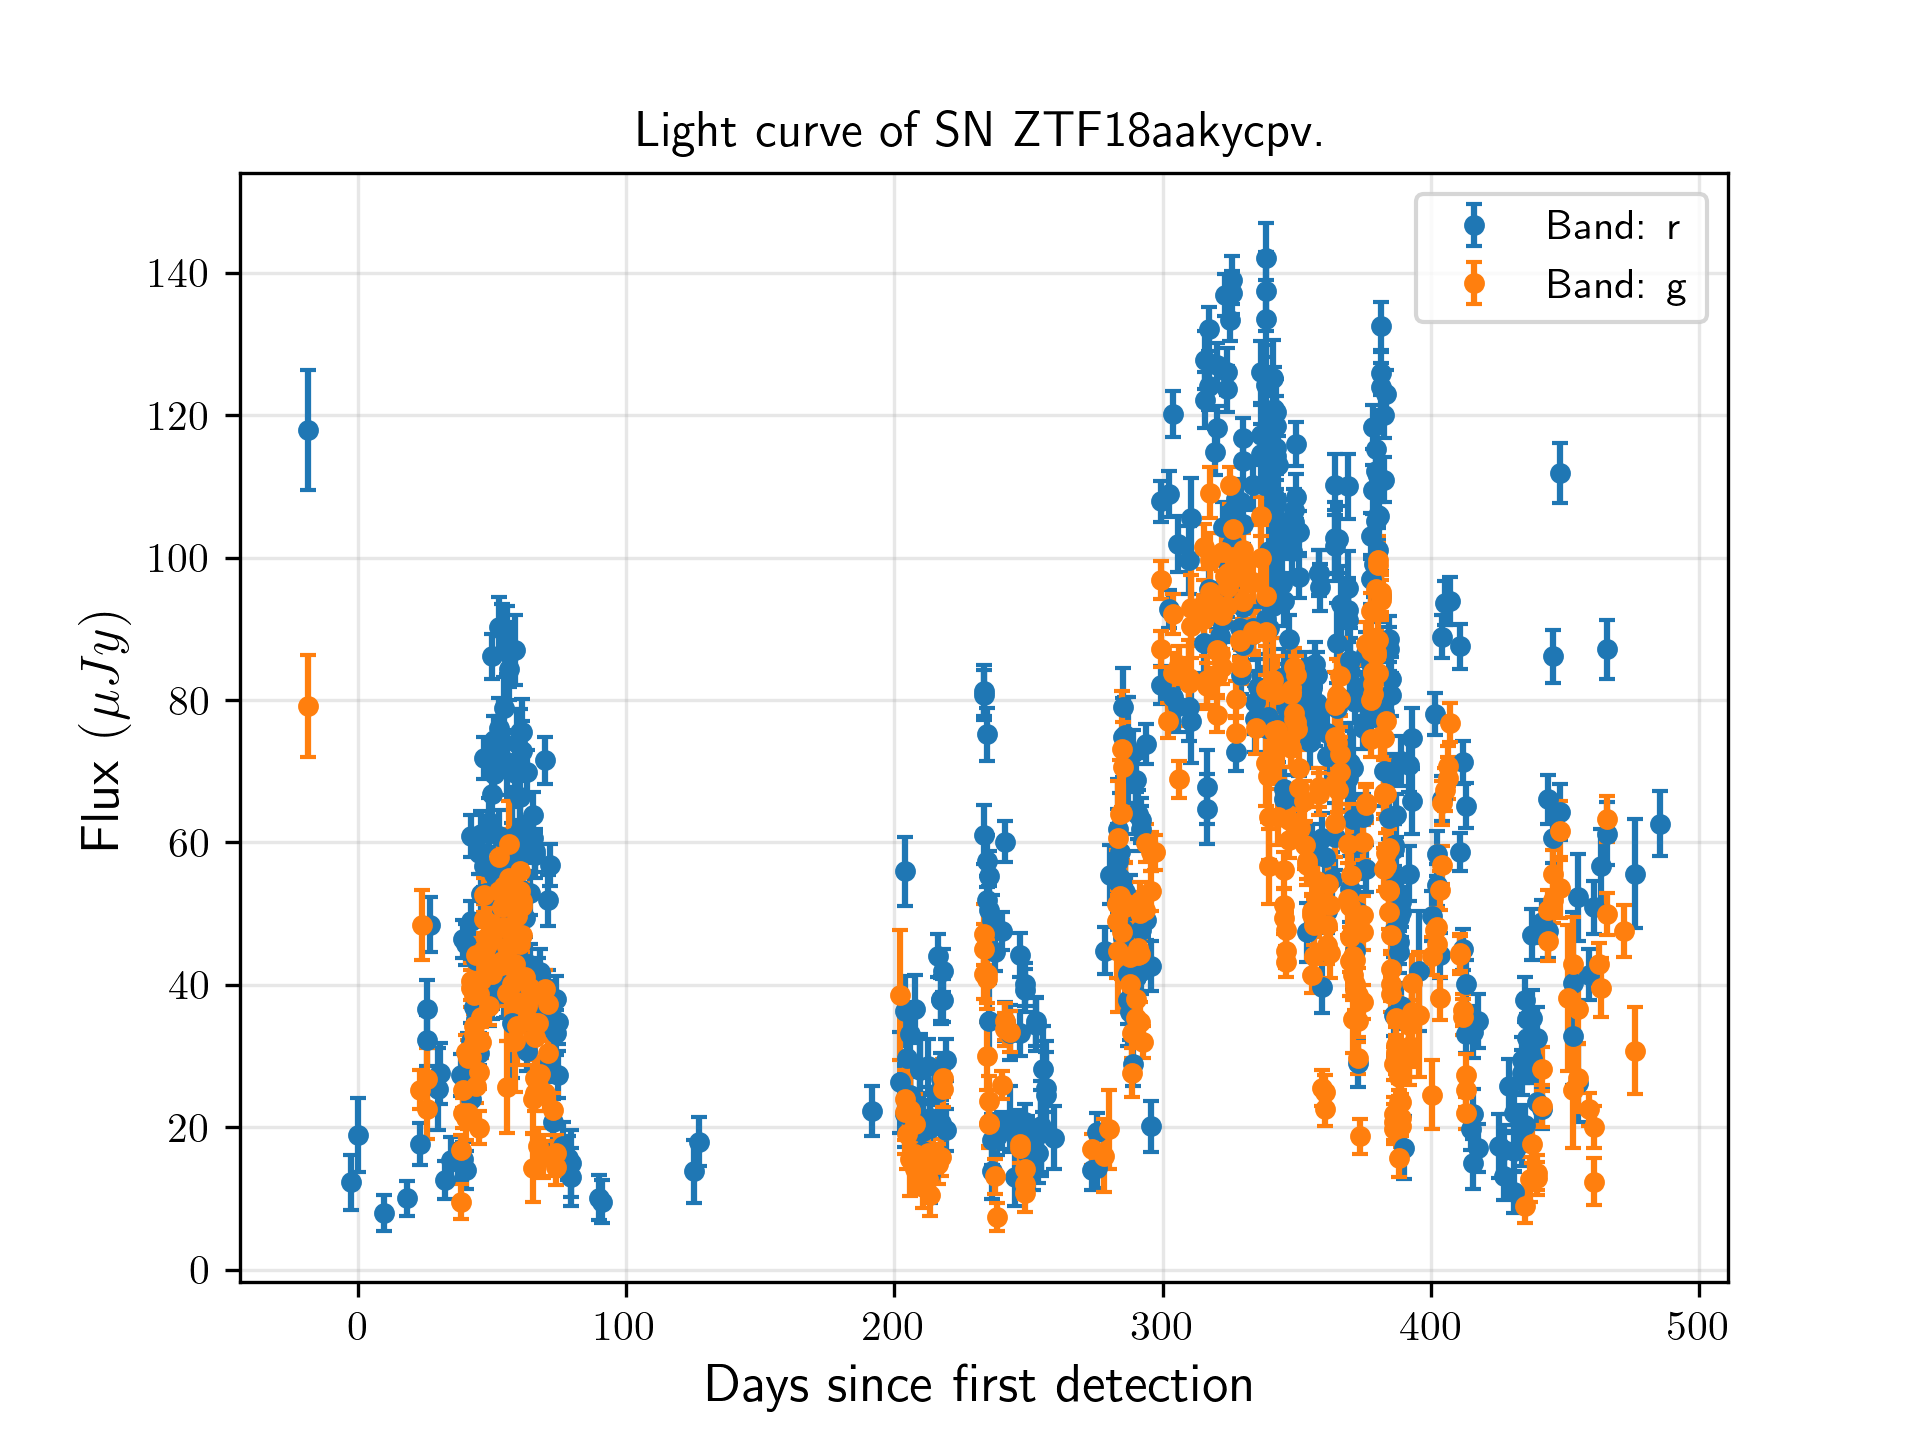 Light curve of SN ZTF18aakycpv.
Band: r
Band: g
Flux (μJy)
140
120
100
80
60
40
20
0
0 100 200 300 400 500
Days since first detection